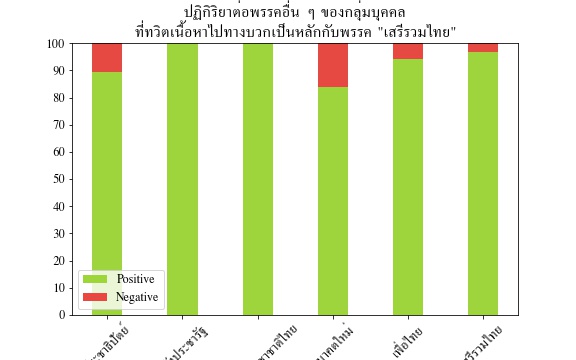 ปฏิกิริยาต่อพรรคอื่น ๆ ของกลุ่มบุคคล
ที่ทวิตเนื้อหาไปทางบวกเป็นหลักกับพรรค "เสรีรวมไทย"
100
90
80
70
60
50
40
30
20
10
0
Positive
Negative
เพื่อไทย